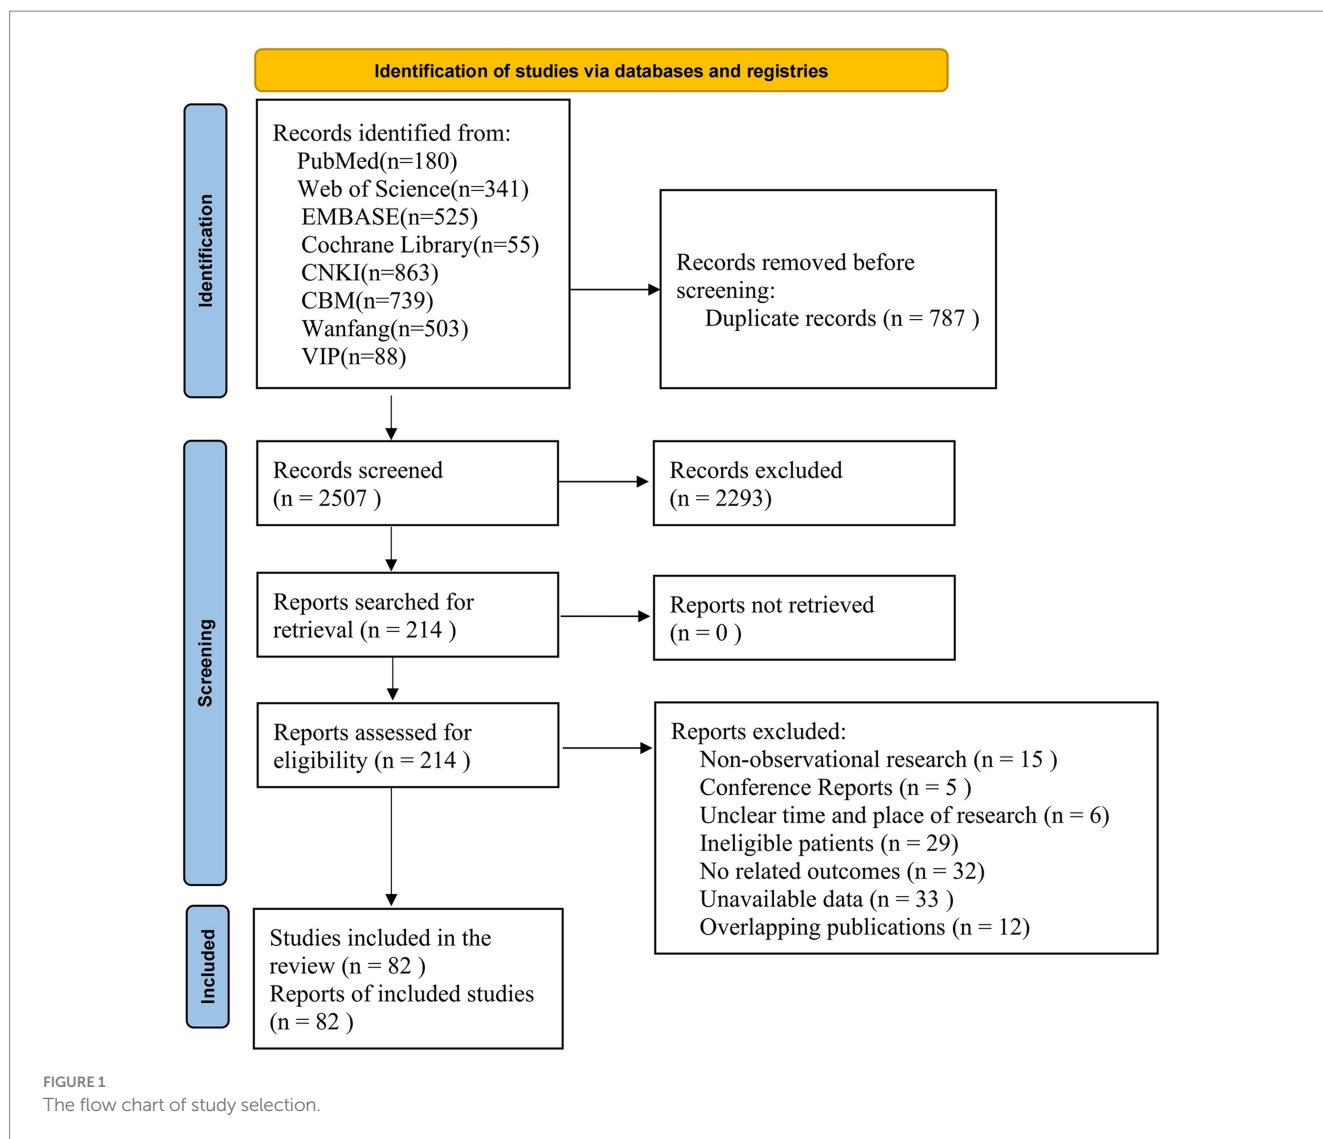 Identification of studies via databases and registries
Identification
Records identified from:
PubMed(n=180)
Web of Science(n=341)
EMBASE(n=525)
Cochrane Library(n=55)
CNKI(n=863)
CBM(n=739)
Wanfang(n=503)
VIP(n=88)
Records removed before
screening:
Duplicate records (n = 787 )
Screening
Records screened
(n = 2507 )
Records excluded
(n = 2293)
Reports searched for
retrieval (n = 214 )
Reports not retrieved
(n = 0 )
Reports assessed for
eligibility (n = 214 )
Reports excluded:
Non-observational research (n = 15 )
Conference Reports (n = 5 )
Unclear time and place of research (n = 6)
Ineligible patients (n = 29)
No related outcomes (n = 32)
Unavailable data (n = 33 )
Overlapping publications (n = 12)
Included
Studies included in the
review (n = 82 )
Reports of included studies
(n = 82 )
FIGURE 1
The flow chart of study selection.